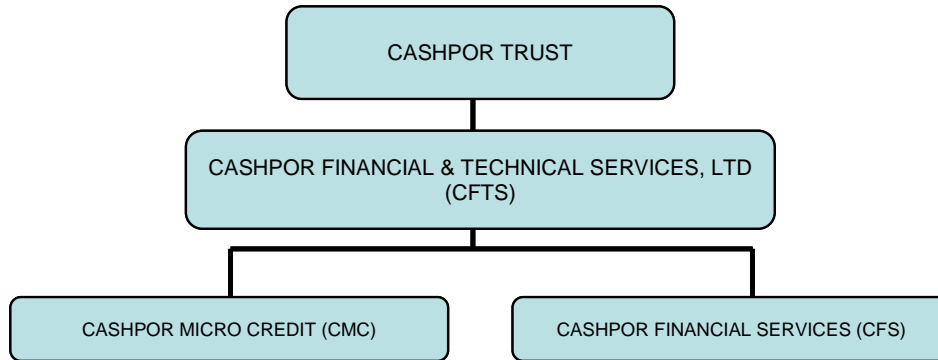 CASHPOR TRUST
CASHPOR FINANCIAL & TECHNICAL SERVICES, LTD
(CFTS)
CASHPOR MICRO CREDIT (CMC)
CASHPOR FINANCIAL SERVICES (CFS)